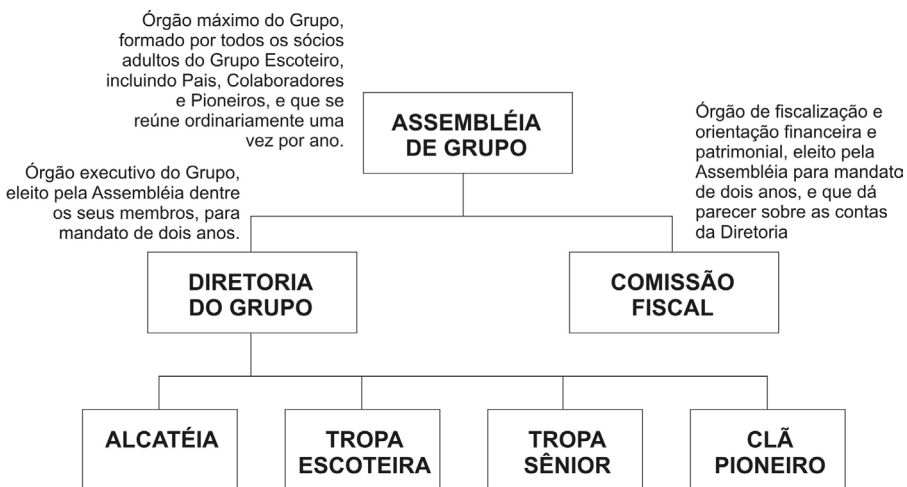 Órgão máximo do Grupo,
formado por todos os sócios
adultos do Grupo Escoteiro,
incluindo Pais, Colaboradores
e Pioneiros, e que se
reúne ordinariamente uma
vez por ano.
ASSEMBLÉIA
DE GRUPO
Órgão de fiscalização e
orientação financeira e
patrimonial, eleito pela
Assembléia para mandato
de dois anos, e que dá
parecer sobre as contas
da Diretoria
Órgão executivo do Grupo,
eleito pela Assembléia dentre
os seus membros, para
mandato de dois anos.
DIRETORIA
DO GRUPO
COMISSÃO
FISCAL
ALCATÉIA
TROPA
ESCOTEIRA
TROPA
SÊNIOR
CLÃ
PIONEIRO